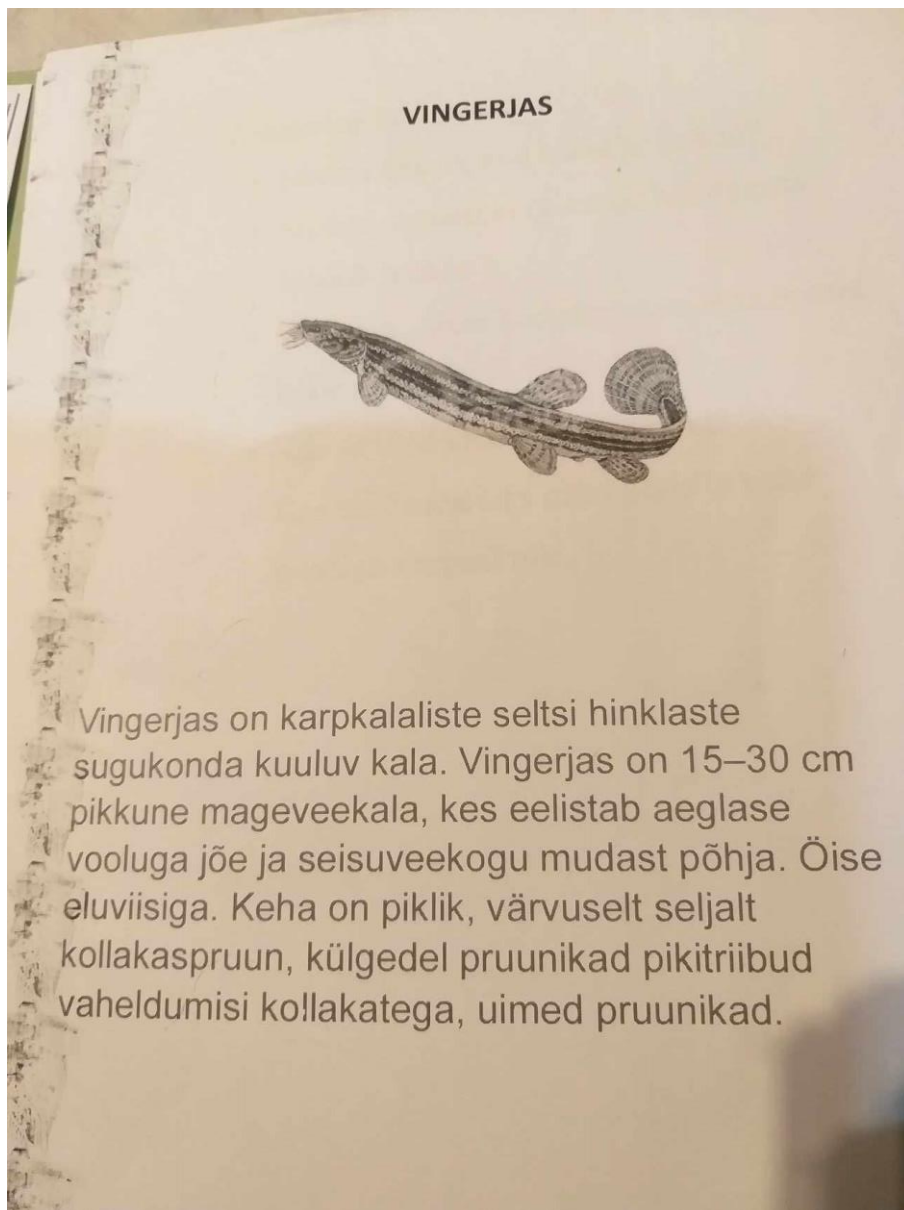 VINGERJAS
Vingerjas on karpkalaliste seltsi hinklaste
sugukonda kuuluv kala. Vingerjas on 15–30 cm
pikkune mageveekala, kes eelistab aeglase
vooluga jõe ja seisuveekogu mudast põhja. Öise
eluviisiga. Keha on piklik, värvuselt seljalt
kollakaspruun, külgedel pruunikad pikitriibud
vaheldumisi kollakatega, uimed pruunikad.